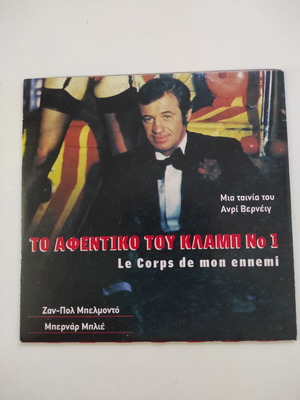 Μια ταινία του
Ανρί Βερνέιγ
ΤΟ ΑΦΕΝΤΙΚΟ ΤΟΥ ΚΛΑΜΠ Νο 1
Le Corps de mon ennemi
Ζαν-Πολ Μπελμοντό
Μπερνάρ Μπλιέ